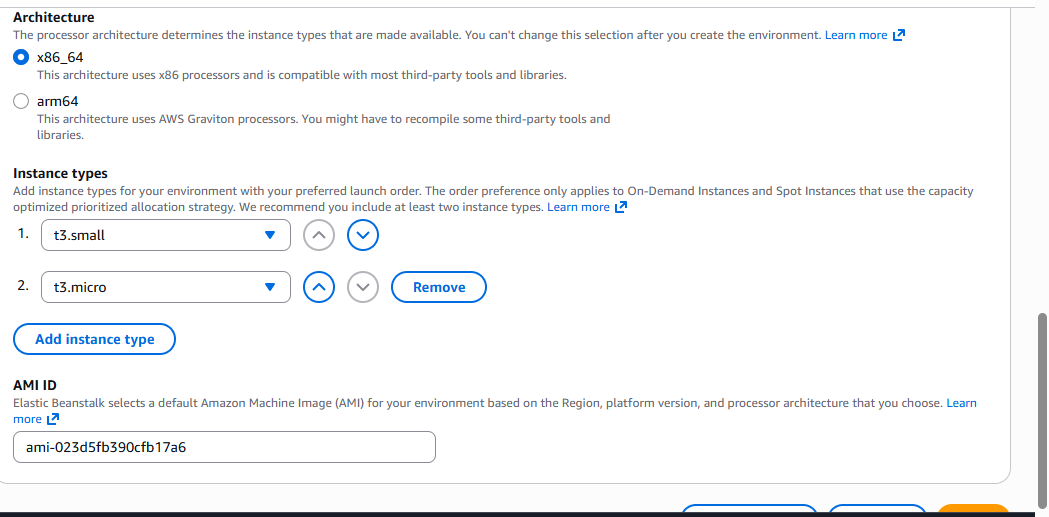 Architecture
The processor architecture determines the instance types that are made available. You can't change this selection after you create the environment. Learn more
x86_64
This architecture uses x86 processors and is compatible with most third-party tools and libraries.
arm64
This architecture uses AWS Graviton processors. You might have to recompile some third-party tools and
libraries.
Instance types
Add instance types for your environment with your preferred launch order. The order preference only applies to On-Demand Instances and Spot Instances that use the capacity
optimized prioritized allocation strategy. We recommend you include at least two instance types. Learn more
1. t3.small
2. t3.micro Remove
Add instance type
AMI ID
Elastic Beanstalk selects a default Amazon Machine Image (AMI) for your environment based on the Region, platform version, and processor architecture that you choose. Learn
more
ami-023d5fb390cfb17a6